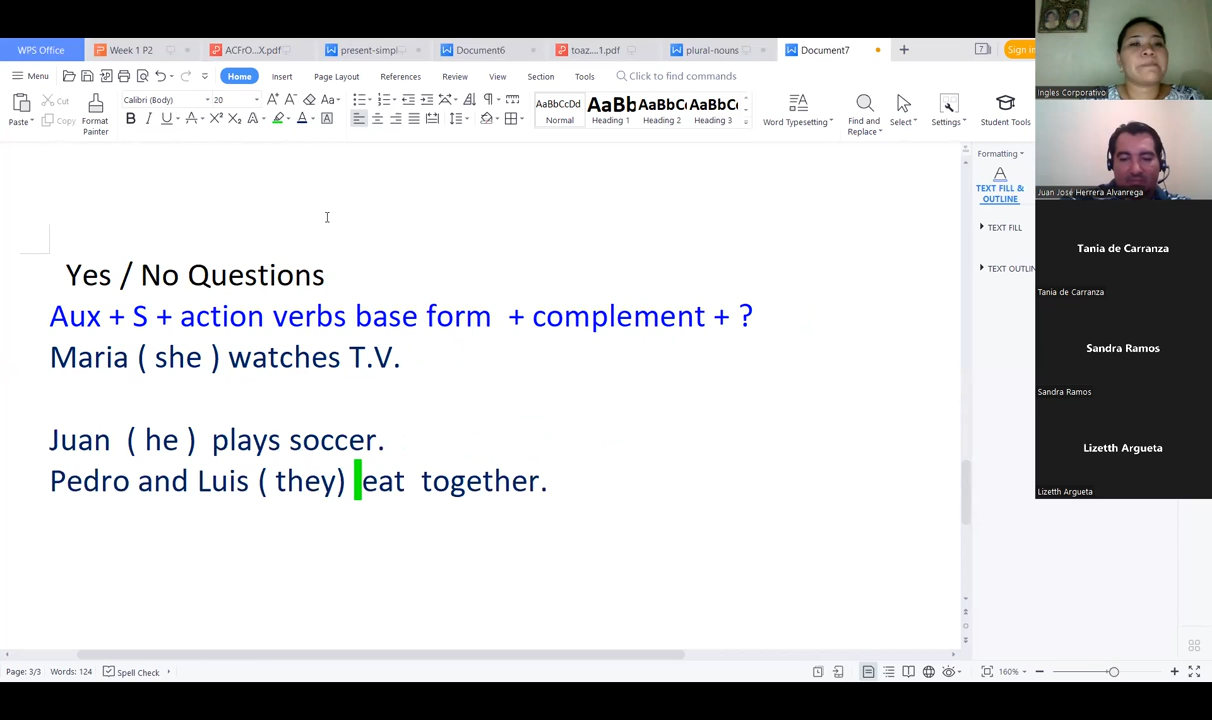 WPS Office
Week 1 P2
ACFrO...X.pdf
present-simpl
Document6
toaz....1.pdf
plural-nouns
Document7
Sign in
Menu
Home
Insert
Page Layout
References
Review
View
Section
Tools
Click to find commands
Paste
Cut
Copy
Format
Painter
Calibri (Body)
20
AaBbCcDd
Normal
AaBb
Heading 1
AaBbC
Heading 2
AaBbC
Heading 3
Word Typesetting
Find and
Replace
Select
Settings
Student Tools
Formatting
TEXT FILL &
OUTLINE
TEXT FILL
TEXT OUTLIN
Yes / No Questions
Aux + S + action verbs base form + complement + ?
Maria ( she ) watches T.V.
Juan ( he ) plays soccer.
Pedro and Luis ( they) eat together.
Ingles Corporativo
Juan José Herrera Alvanrega
Tania de Carranza
Tania de Carranza
Sandra Ramos
Sandra Ramos
Lizetth Argueta
Lizetth Argueta
Page: 3/3
Words: 124
Spell Check
160%